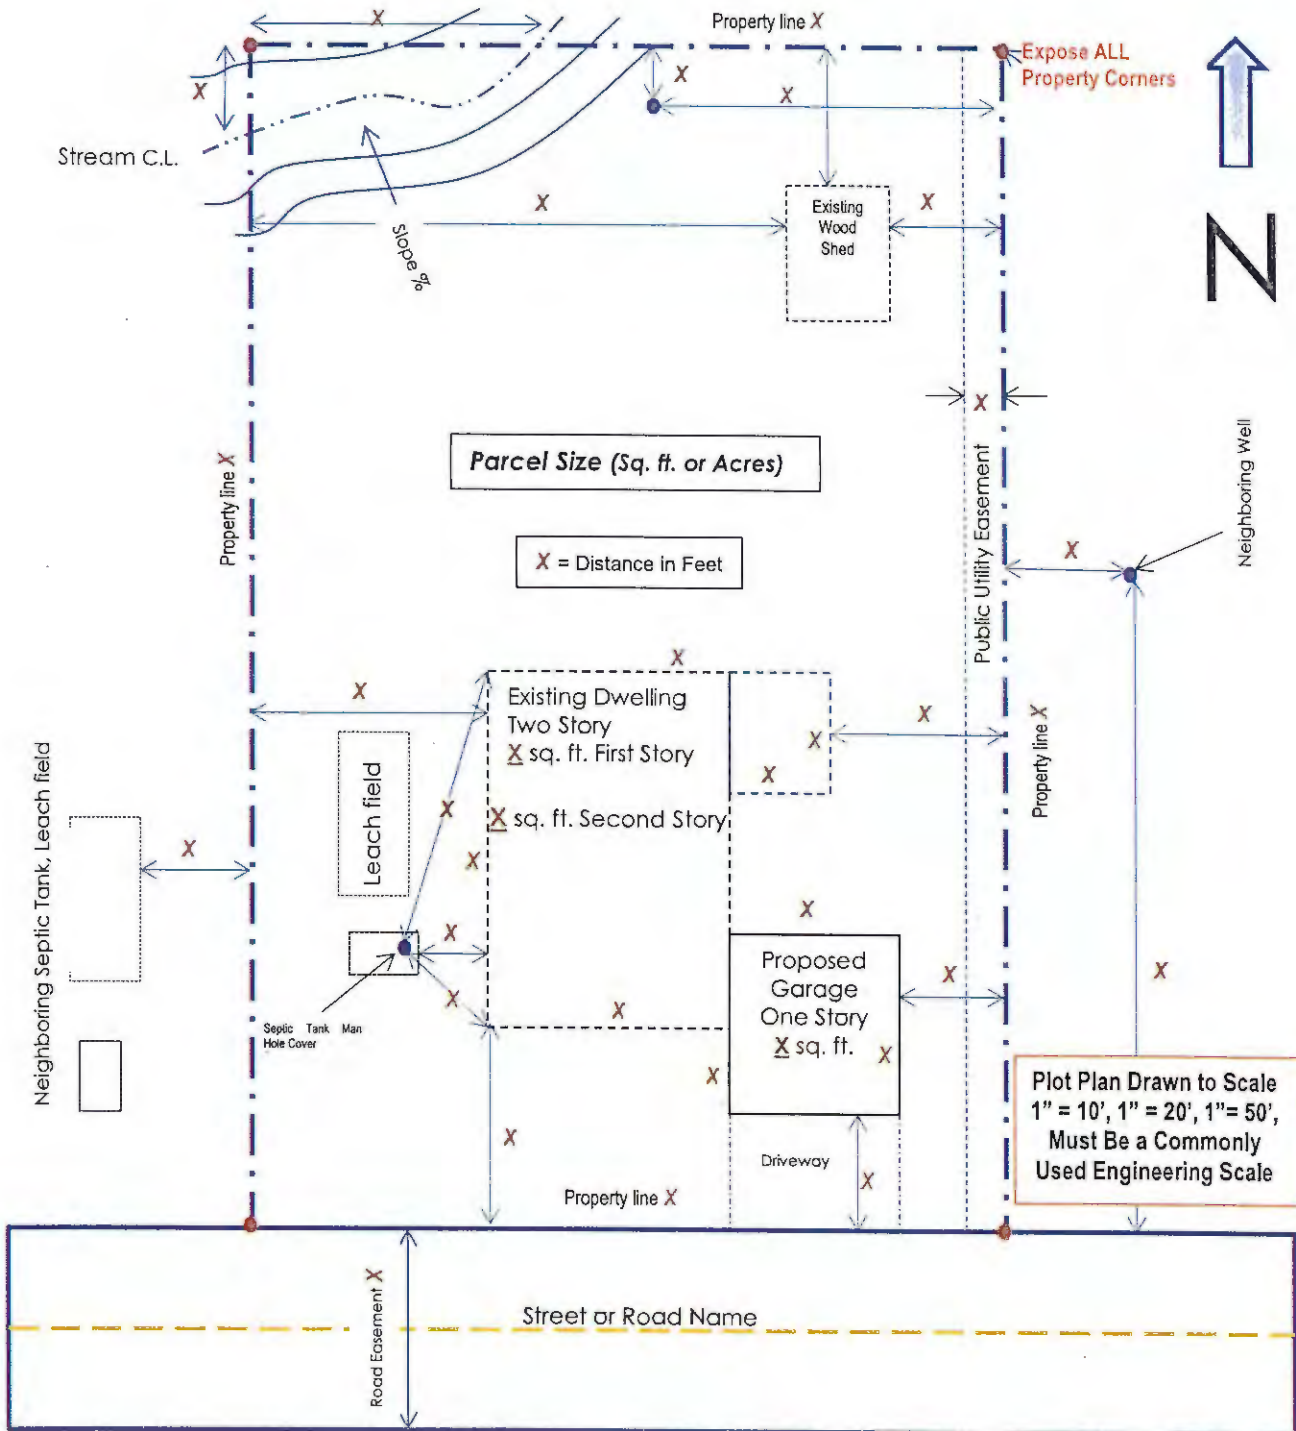 X
Property line X
Expose ALL
Property Corners
X
X
X
Stream C.L.
X
X
Existing
Wood
Shed
Slope %
N
X
Parcel Size (Sq. ft. or Acres)
Property line X
Public Utility Easement
Neighboring Well
X = Distance in Feet
X
X
Existing Dwelling
Two Story
X sq. ft. First Story
X
X
X
X
Property line X
Neighboring Septic Tank, Leach field
X
Leach field
X
X sq. ft. Second Story
X
X
X
X
Septic Tank Man
Hole Cover
X
Proposed
Garage
One Story
X sq. ft.
X
X
X
X
X
Plot Plan Drawn to Scale
1" = 10', 1" = 20', 1"= 50',
Must Be a Commonly
Used Engineering Scale
X
Driveway
X
Property line X
Road Easement X
Street or Road Name